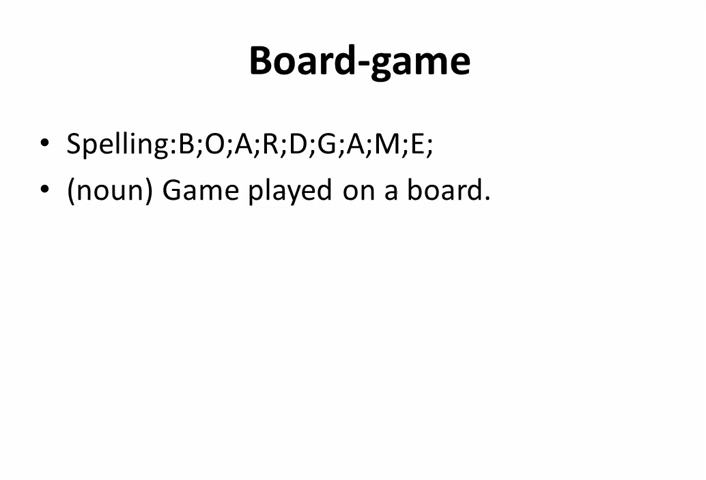 Board-game
• Spelling:B;O;A;R;D;G;A;M;E;
• (noun) Game played on a board.